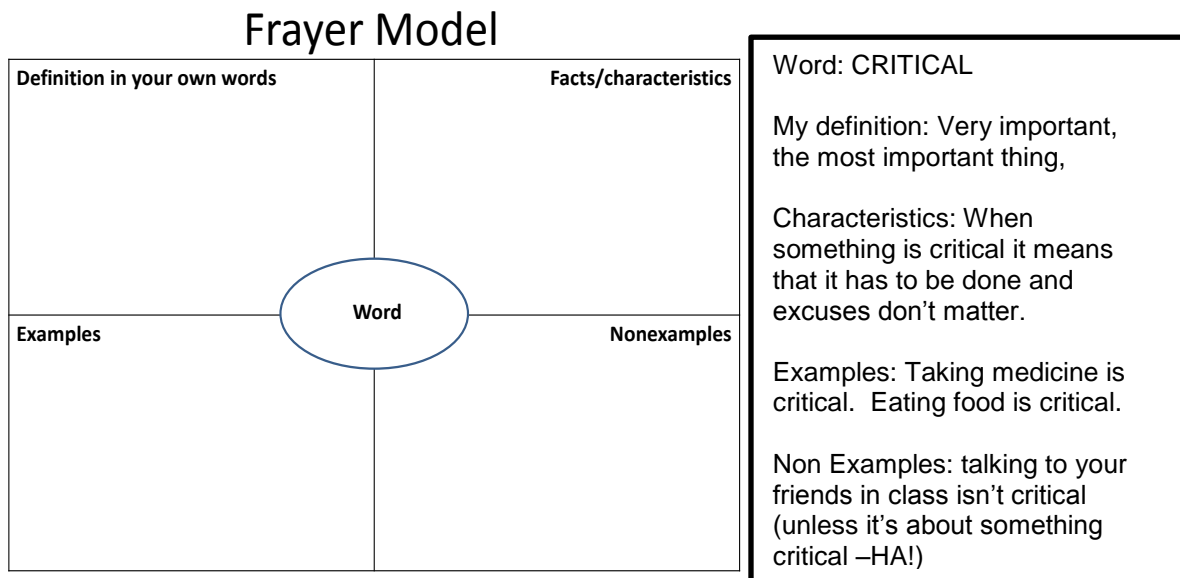 Frayer Model
Definition in your own words
Facts/characteristics
Word
Examples
Nonexamples
Word: CRITICAL
My definition: Very important,
the most important thing,
Characteristics: When
something is critical it means
that it has to be done and
excuses don’t matter.
Examples: Taking medicine is
critical.  Eating food is critical.
Non Examples: talking to your
friends in class isn’t critical
(unless it’s about something
critical –HA!)